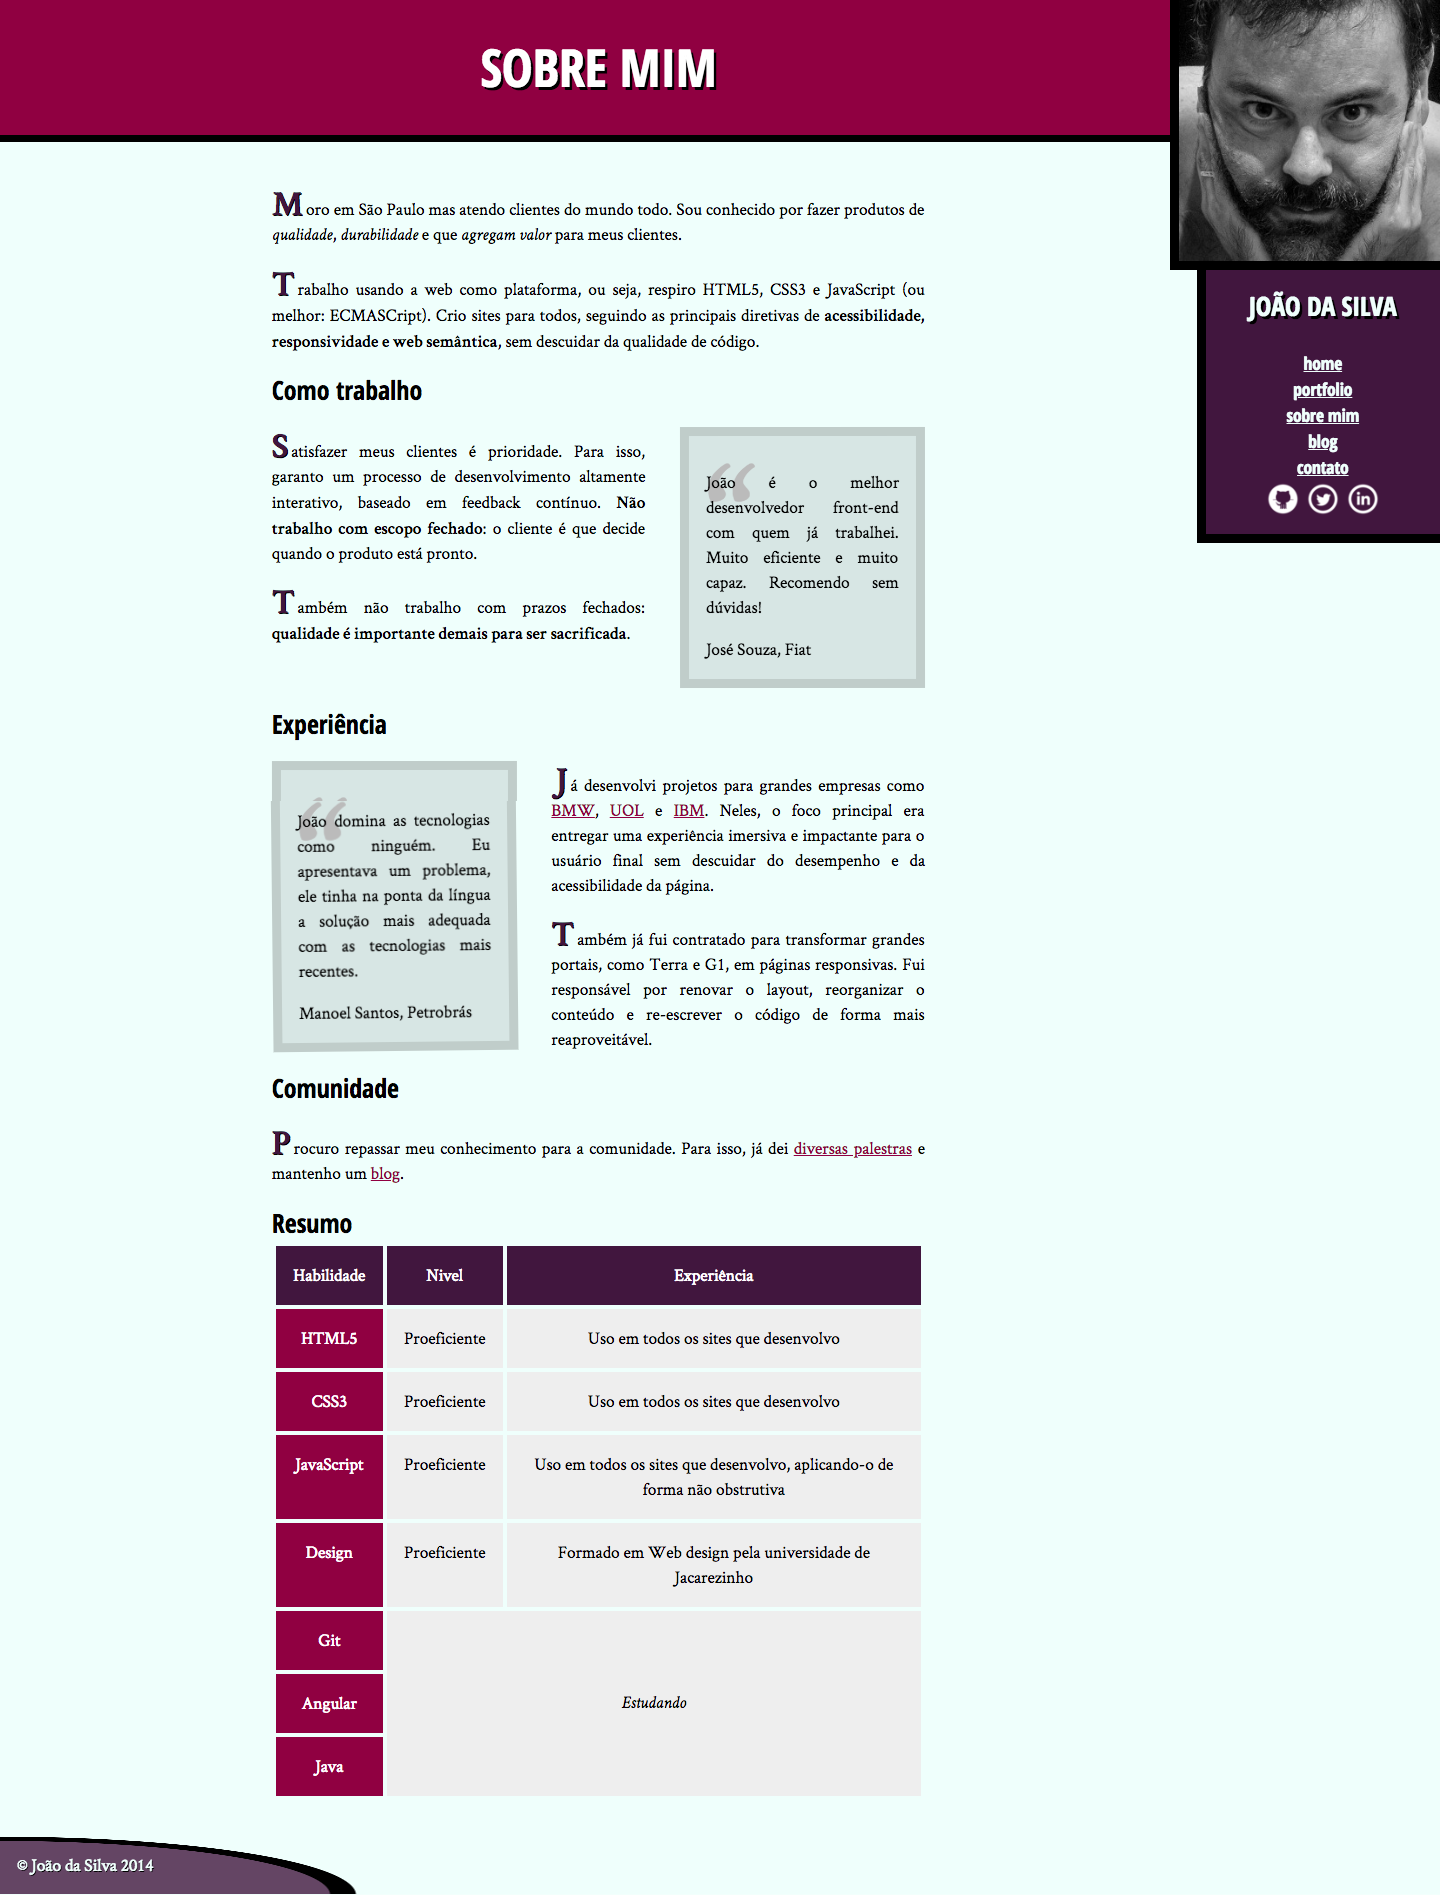 SOBRE MIM
JOÃO DA SILVA
home
portfolio
sobre mim
blog
contato
Moro em São Paulo mas atendo clientes do mundo todo. Sou conhecido por fazer produtos de
qualidade, durabilidade e que agregam valor para meus clientes.
Trabalho usando a web como plataforma, ou seja, respiro HTML5, CSS3 e JavaScript (ou
melhor: ECMASCript). Crio sites para todos, seguindo as principais diretivas de acessibilidade,
responsividade e web semântica, sem descuidar da qualidade de código.
Como trabalho
Satisfazer meus clientes é prioridade. Para isso,
garanto um processo de desenvolvimento altamente
interativo, baseado em feedback contínuo. Não
trabalho com escopo fechado: o cliente é que decide
quando o produto está pronto.
Também não trabalho com prazos fechados:
qualidade é importante demais para ser sacrificada.
“
João é o melhor
desenvolvedor front-end
com quem já trabalhei.
Muito eficiente e muito
capaz. Recomendo sem
dúvidas!
José Souza, Fiat
Experiência
“
João domina as tecnologias
como ninguém. Eu
apresentava um problema,
ele tinha na ponta da língua
a solução mais adequada
com as tecnologias mais
recentes.
Manoel Santos, Petrobrás
Já desenvolvi projetos para grandes empresas como
BMW, UOL e IBM. Neles, o foco principal era
entregar uma experiência imersiva e impactante para o
usuário final sem descuidar do desempenho e da
acessibilidade da página.
Também já fui contratado para transformar grandes
portais, como Terra e G1, em páginas responsivas. Fui
responsável por renovar o layout, reorganizar o
conteúdo e re-escrever o código de forma mais
reaproveitável.
Comunidade
Procuro repassar meu conhecimento para a comunidade. Para isso, já dei diversas palestras e
mantenho um blog.
Resumo
Habilidade Nivel Experiência
HTML5 Proeficiente Uso em todos os sites que desenvolvo
CSS3 Proeficiente Uso em todos os sites que desenvolvo
JavaScript Proeficiente Uso em todos os sites que desenvolvo, aplicando-o de
forma não obstrutiva
Design Proeficiente Formado em Web design pela universidade de
Jacarezinho
Git
Angular Estudando
Java
© João da Silva 2014